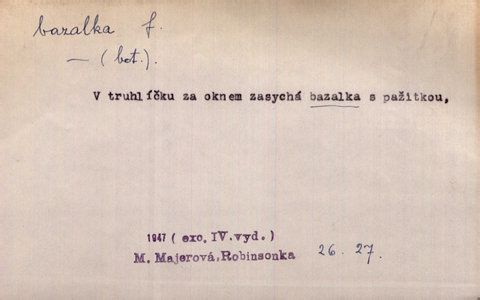 bazalka f.
— (bot.).
V truhlíčku za oknem zasychá bazalka s pažitkou,
1947 ( exc. IV. vyd. )
M. Majerová, Robinsonka 26. 27.